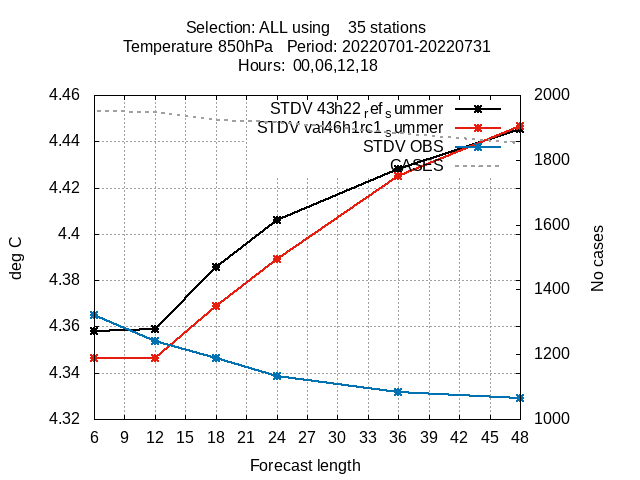 Selection: ALL using 35 stations
Temperature 850hPa Period: 20220701-20220731
Hours: 00,06,12,18
4.46
4.44
4.42
4.4
4.38
4.36
4.34
4.32
deg C
STDV 43h22ref_summer
STDV val46h1rc1_summer
STDV OBS
CASES
2000
1800
1600
1400
1200
1000
No cases
6 9 12 15 18 21 24 27 30 33 36 39 42 45 48
Forecast length